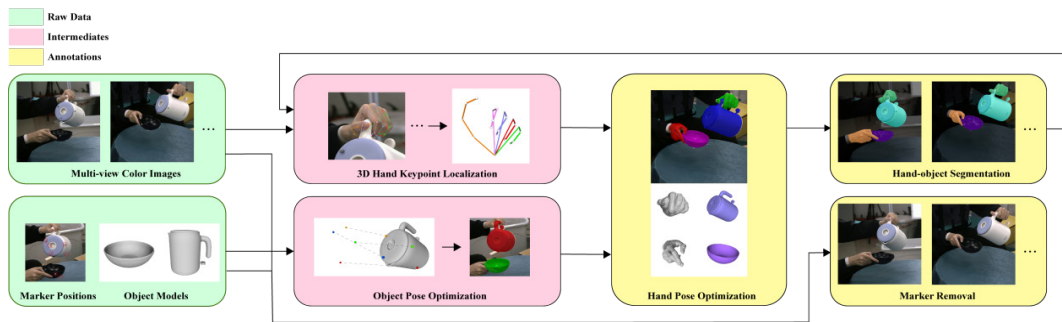 Raw Data
Intermediates
Annotations
Multi-view Color Images
...
3D Hand Keypoint Localization
...
Hand-object Segmentation
...
Marker Positions
Object Models
Object Pose Optimization
Hand Pose Optimization
Marker Removal
...